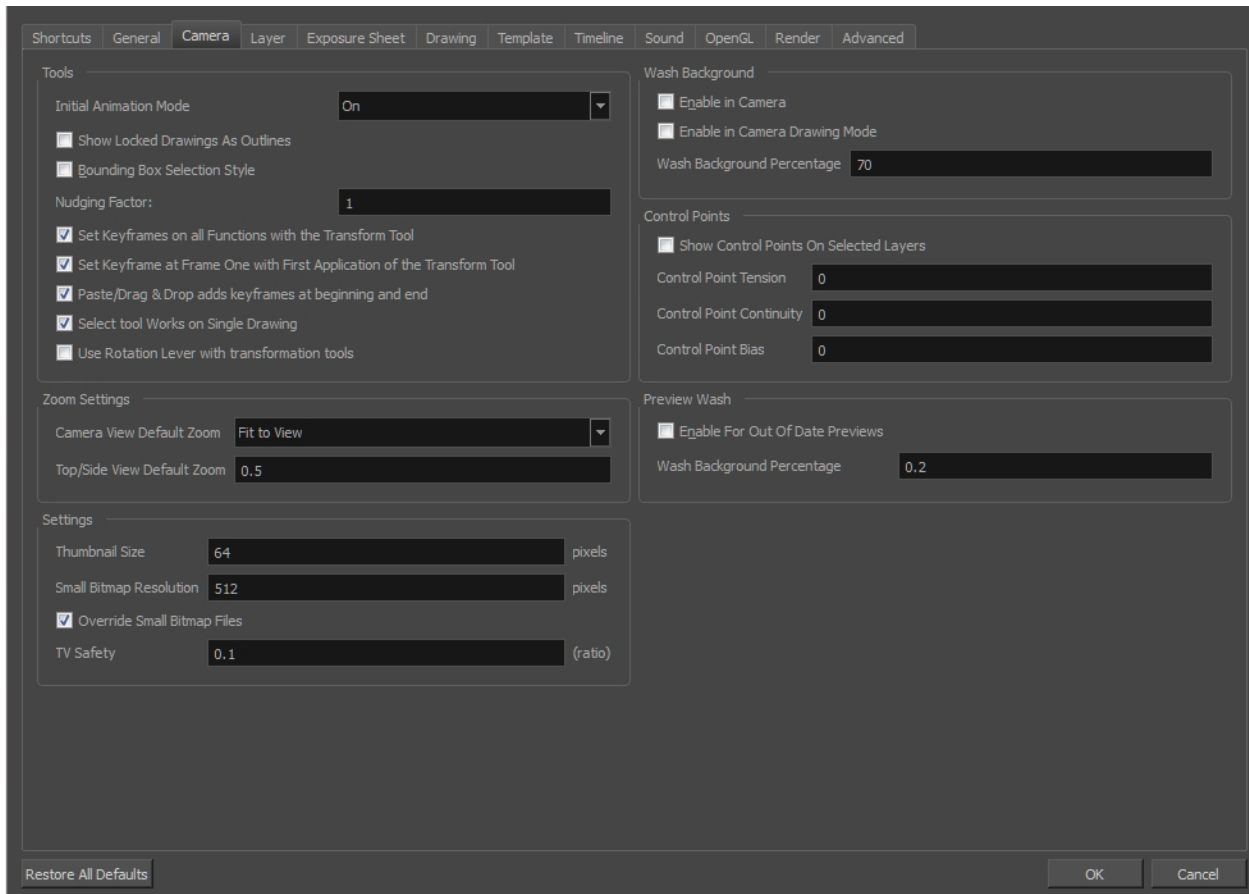 Shortcuts General Camera Layer Exposure Sheet Drawing Template Timeline Sound OpenGL Render Advanced
Tools
Initial Animation Mode On
Show Locked Drawings As Outlines
Bounding Box Selection Style
Nudging Factor: 1
Set Keyframes on all Functions with the Transform Tool
Set Keyframe at Frame One with First Application of the Transform Tool
Paste/Drag & Drop adds keyframes at beginning and end
Select tool Works on Single Drawing
Use Rotation Lever with transformation tools
Zoom Settings
Camera View Default Zoom Fit to View
Top/Side View Default Zoom 0.5
Settings
Thumbnail Size 64 pixels
Small Bitmap Resolution 512 pixels
Override Small Bitmap Files
TV Safety 0.1 (ratio)
Wash Background
Enable in Camera
Enable in Camera Drawing Mode
Wash Background Percentage 70
Control Points
Show Control Points On Selected Layers
Control Point Tension 0
Control Point Continuity 0
Control Point Bias 0
Preview Wash
Enable For Out Of Date Previews
Wash Background Percentage 0.2
Restore All Defaults OK Cancel